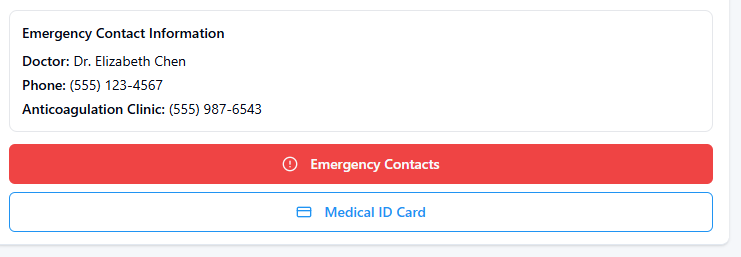 Emergency Contact Information
Doctor: Dr. Elizabeth Chen
Phone: (555) 123-4567
Anticoagulation Clinic: (555) 987-6543
Emergency Contacts
Medical ID Card